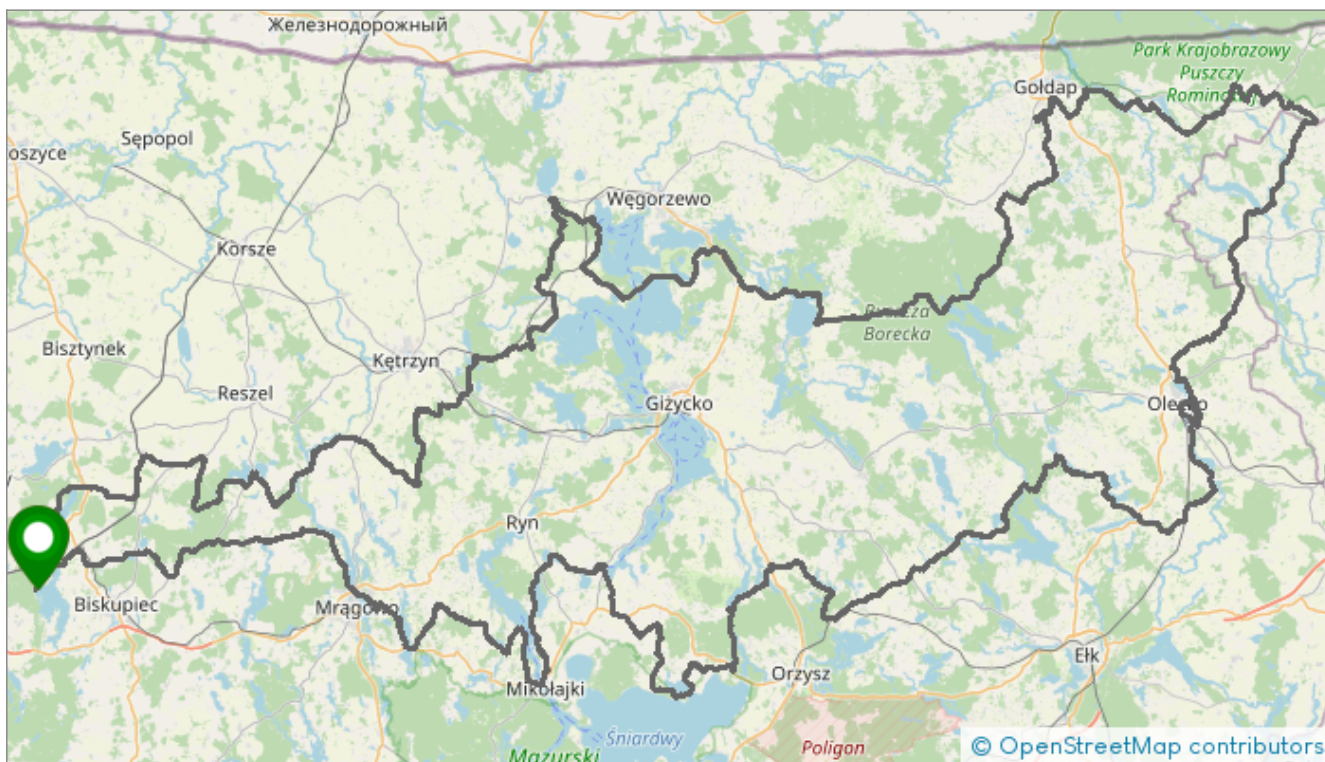 Железнодорожный
Park Krajobrazowy
Puszczy
Rominckiej
Gołdap
Sępopol
oszyce
Węgorzewo
Korsze
Puszcza
Borecka
Bisztynek
Kętrzyn
Reszel
Giżycko
Olecko
Ryn
Biskupiec
Mrągowo
Ełk
Orzysz
Mikołajki
Śniardwy
Mazurski
Poligon
© OpenStreetMap contributors